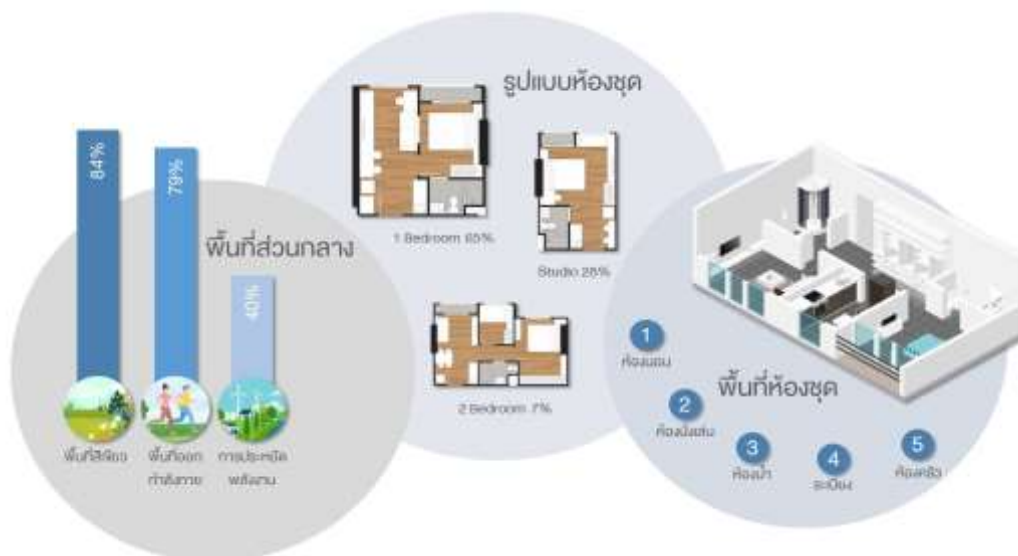 รูปแบบห้องชุด
84%
79%
40%
1 Bedroom 65%
Studio 28%
2 Bedroom 7%
พื้นที่ส่วนกลาง
พื้นที่สีเขียว
พื้นที่ออก
กำลังกาย
การประหยัด
พลังงาน
พื้นที่ห้องชุด
1
ห้องนอน
2
ห้องนั่งเล่น
3
ห้องน้ำ
4
ระเบียง
5
ห้องครัว